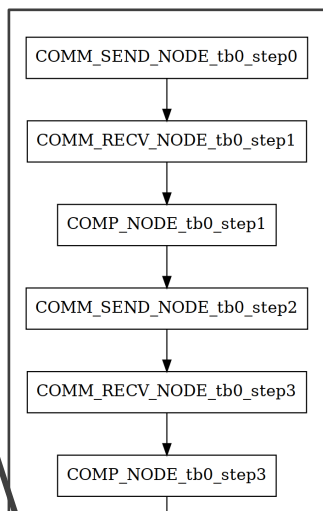 COMM_SEND_NODE_tb0_step0
COMM_RECV_NODE_tb0_step1
COMP_NODE_tb0_step1
COMM_SEND_NODE_tb0_step2
COMM_RECV_NODE_tb0_step3
COMP_NODE_tb0_step3